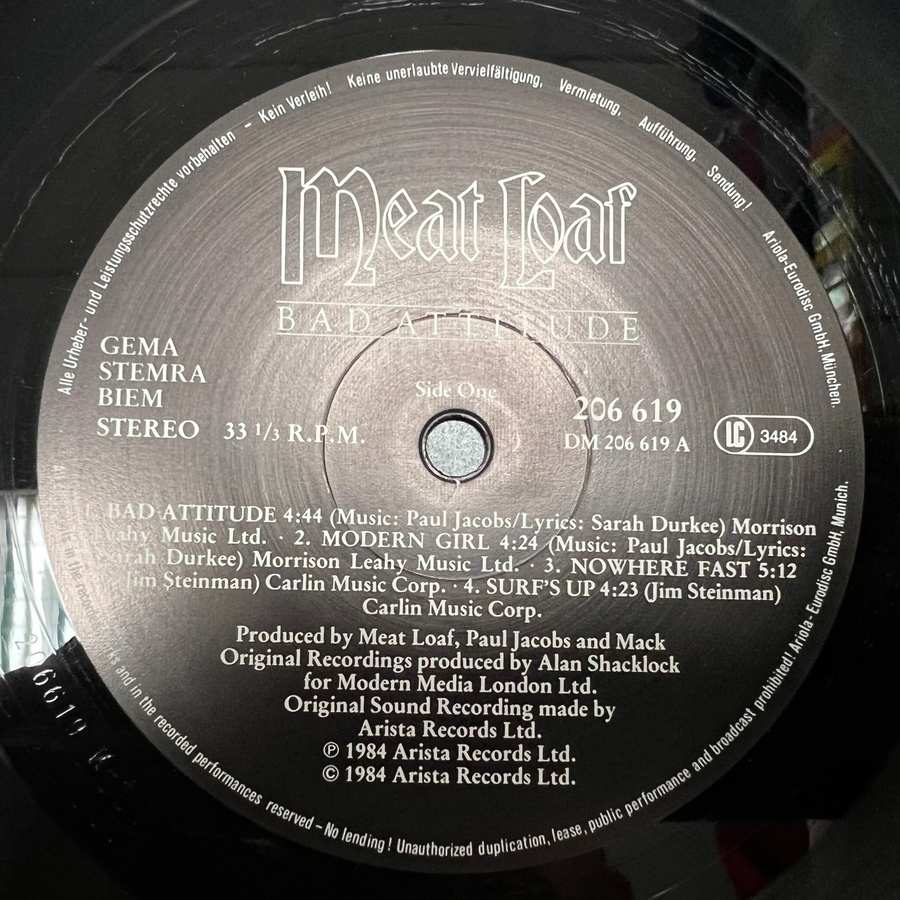 Alle Urheber- und Leistungsschutzrechte vorbehalten – Kein Verleih! Keine unerlaubte Vervielfältigung, Vermietung, Aufführung, Sendung!
Ariola-Eurodisc GmbH, München.
Meat Loaf
BAD ATTITUDE
GEMA
STEMRA
BIEM
STEREO 33 1/3 R.P.M.
Side One
206 619
DM 206 619 A
LC 3484
BAD ATTITUDE 4:44 (Music: Paul Jacobs/Lyrics: Sarah Durkee) Morrison
Leahy Music Ltd. · 2. MODERN GIRL 4:24 (Music: Paul Jacobs/Lyrics:
Sarah Durkee) Morrison Leahy Music Ltd. · 3. NOWHERE FAST 5:12
(Jim Steinman) Carlin Music Corp. · 4. SURF'S UP 4:23 (Jim Steinman)
Carlin Music Corp.
Produced by Meat Loaf, Paul Jacobs and Mack
Original Recordings produced by Alan Shacklock
for Modern Media London Ltd.
Original Sound Recording made by
Arista Records Ltd.
℗ 1984 Arista Records Ltd.
© 1984 Arista Records Ltd.
and in the recorded performances reserved – No lending! Unauthorized duplication, lease, public performance and broadcast prohibited! Ariola- Eurodisc GmbH, Munich.